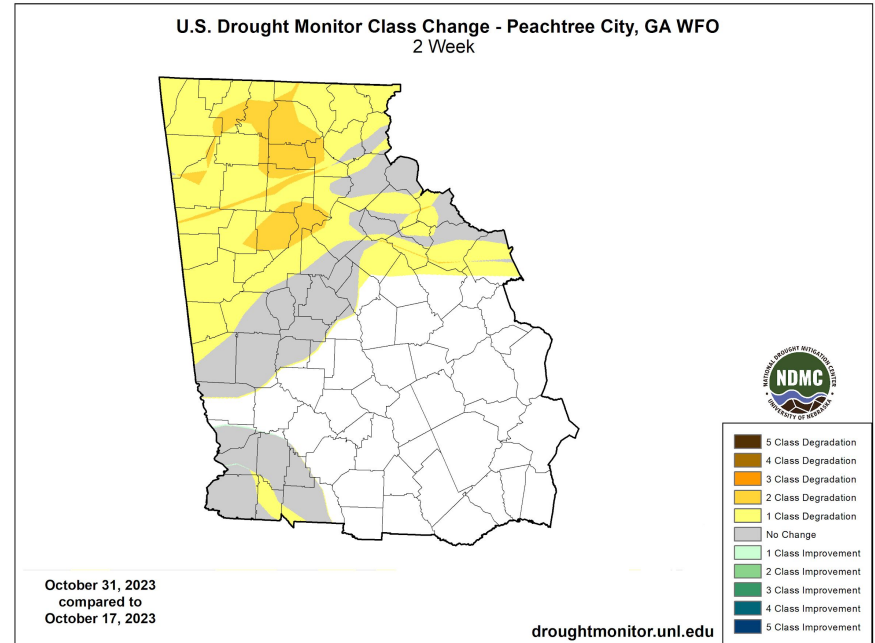 U.S. Drought Monitor Class Change - Peachtree City, GA WFO
2 Week
NATIONAL DROUGHT MITIGATION CENTER
NDMC
UNIVERSITY OF NEBRASKA
5 Class Degradation
4 Class Degradation
3 Class Degradation
2 Class Degradation
1 Class Degradation
No Change
1 Class Improvement
2 Class Improvement
3 Class Improvement
4 Class Improvement
5 Class Improvement
October 31, 2023
compared to
October 17, 2023
droughtmonitor.unl.edu